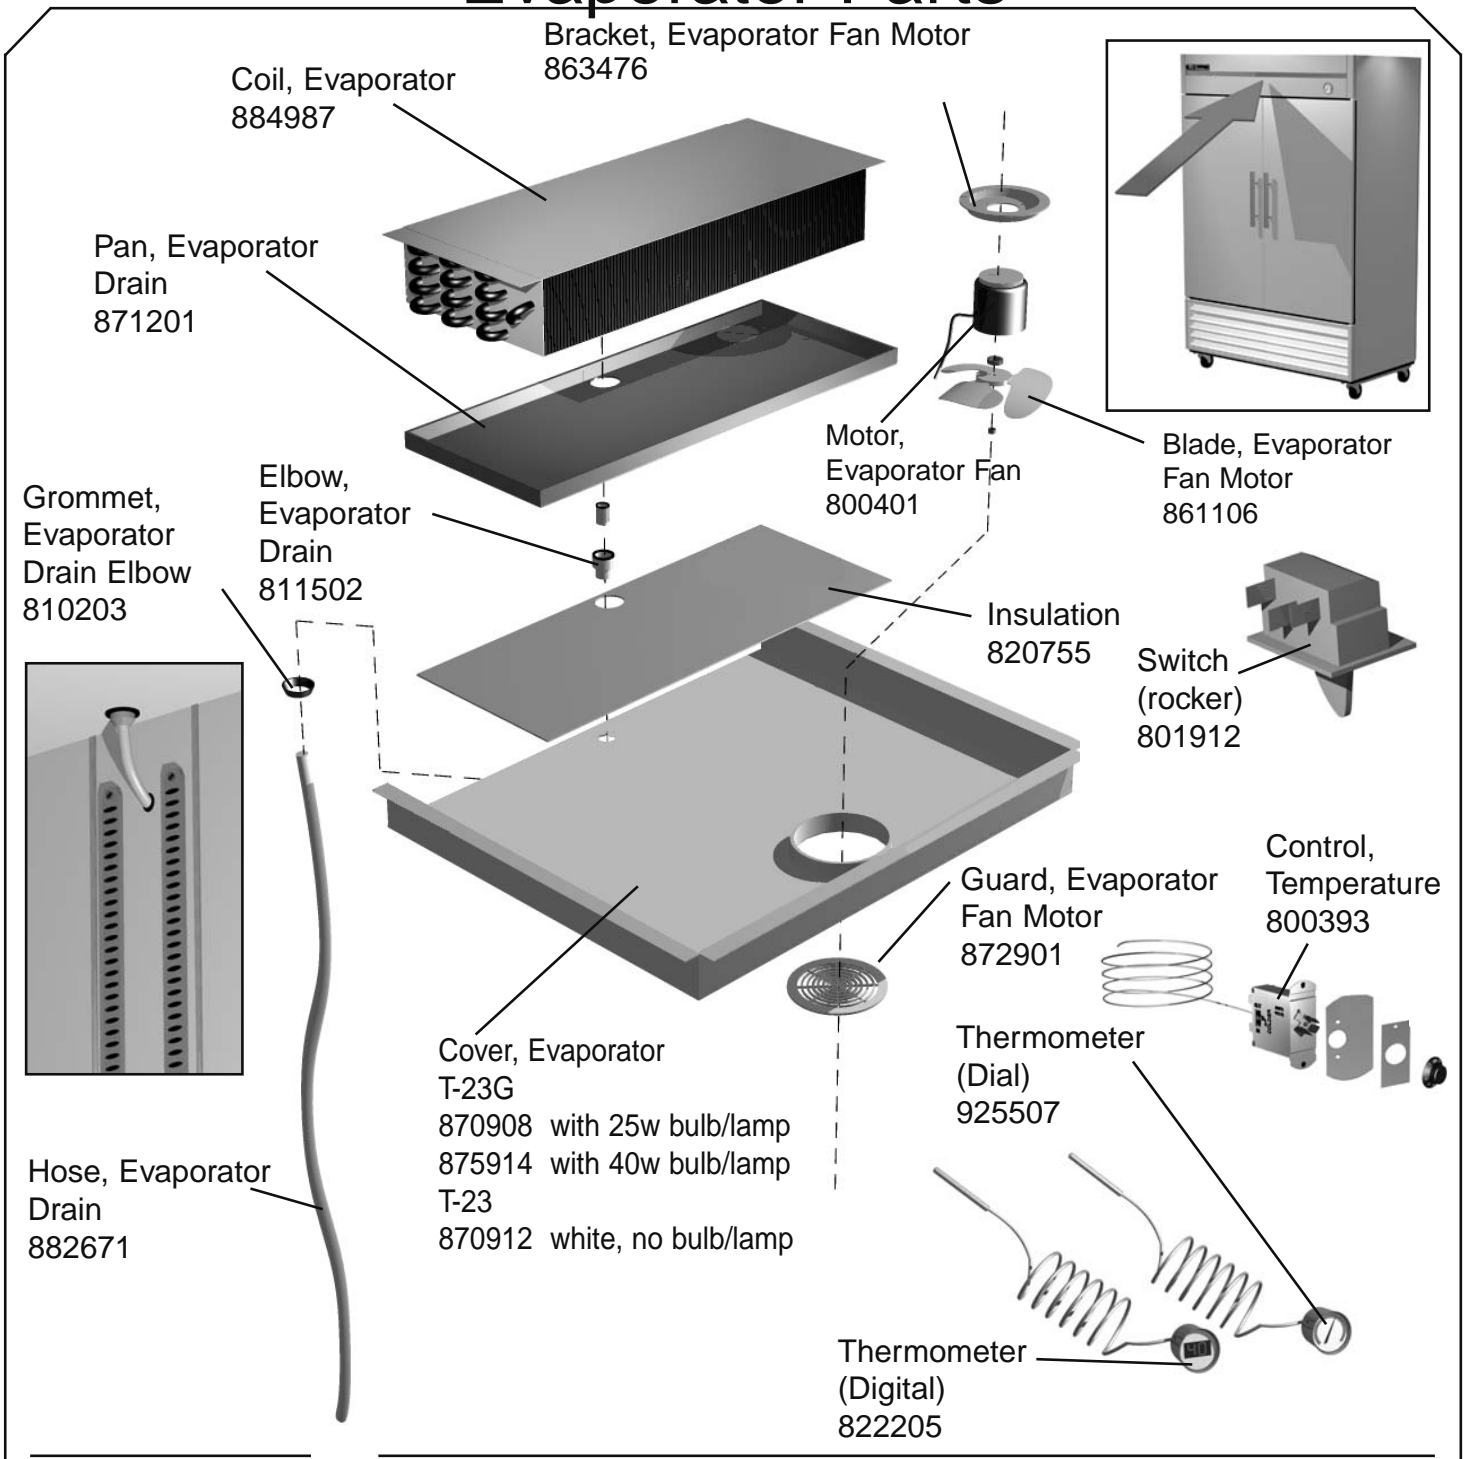 Evaporator Parts
Bracket, Evaporator Fan Motor
863476
Coil, Evaporator
884987
Pan, Evaporator
Drain
871201
Motor,
Evaporator Fan
800401
Blade, Evaporator
Fan Motor
861106
Grommet,
Evaporator
Drain Elbow
810203
Elbow,
Evaporator
Drain
811502
Insulation
820755
Switch
(rocker)
801912
Control,
Temperature
800393
Guard, Evaporator
Fan Motor
872901
Cover, Evaporator
T-23G
870908 with 25w bulb/lamp
875914 with 40w bulb/lamp
T-23
870912 white, no bulb/lamp
Thermometer
(Dial)
925507
Hose, Evaporator
Drain
882671
Thermometer
(Digital)
822205
40